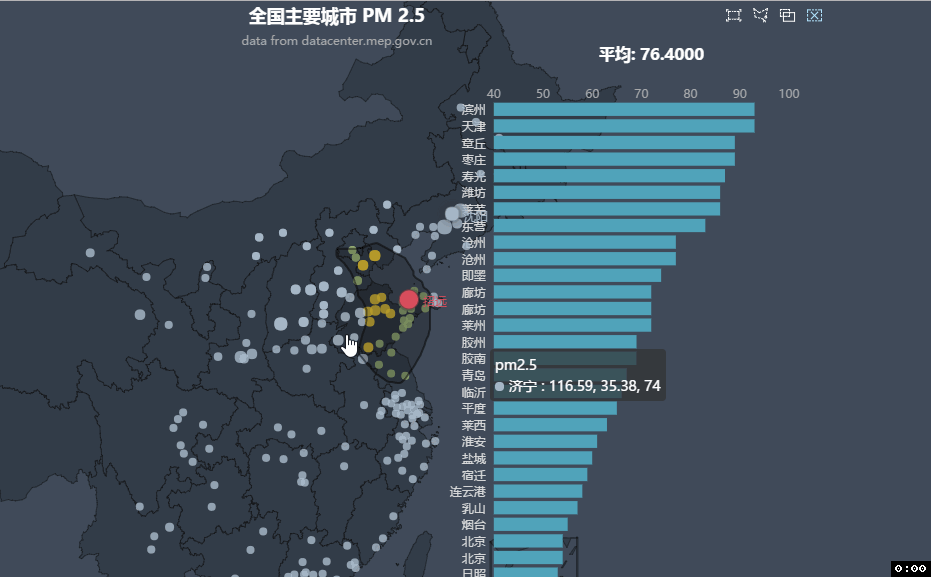 全国主要城市 PM 2.5
data from datacenter.mep.gov.cn
平均: 76.4000
40 50 60 70 80 90 100
滨州
天津
章丘
枣庄
寿光
潍坊
莱芜
东营
沧州
沧州
即墨
廊坊
廊坊
莱州
胶州
胶南
青岛
临沂
平度
莱西
淮安
盐城
宿迁
连云港
乳山
烟台
北京
北京
日照
招远
pm2.5
济宁 : 116.59, 35.38, 74
0:00